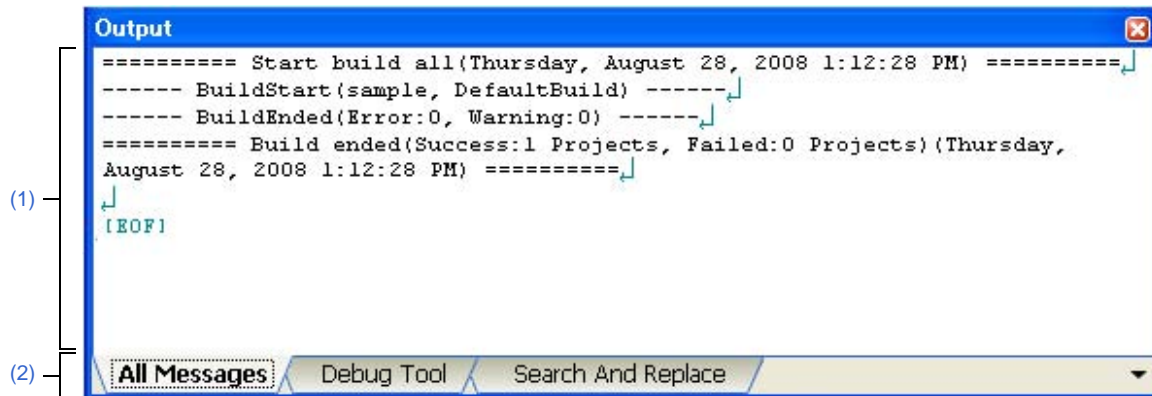 Output
========== Start build all(Thursday, August 28, 2008 1:12:28 PM) ==========
------ BuildStart(sample, DefaultBuild) ------
------ BuildEnded(Error:0, Warning:0) ------
========== Build ended(Success:1 Projects, Failed:0 Projects)(Thursday,
August 28, 2008 1:12:28 PM) ==========
(1)
[EOF]
(2)
All Messages
Debug Tool
Search And Replace